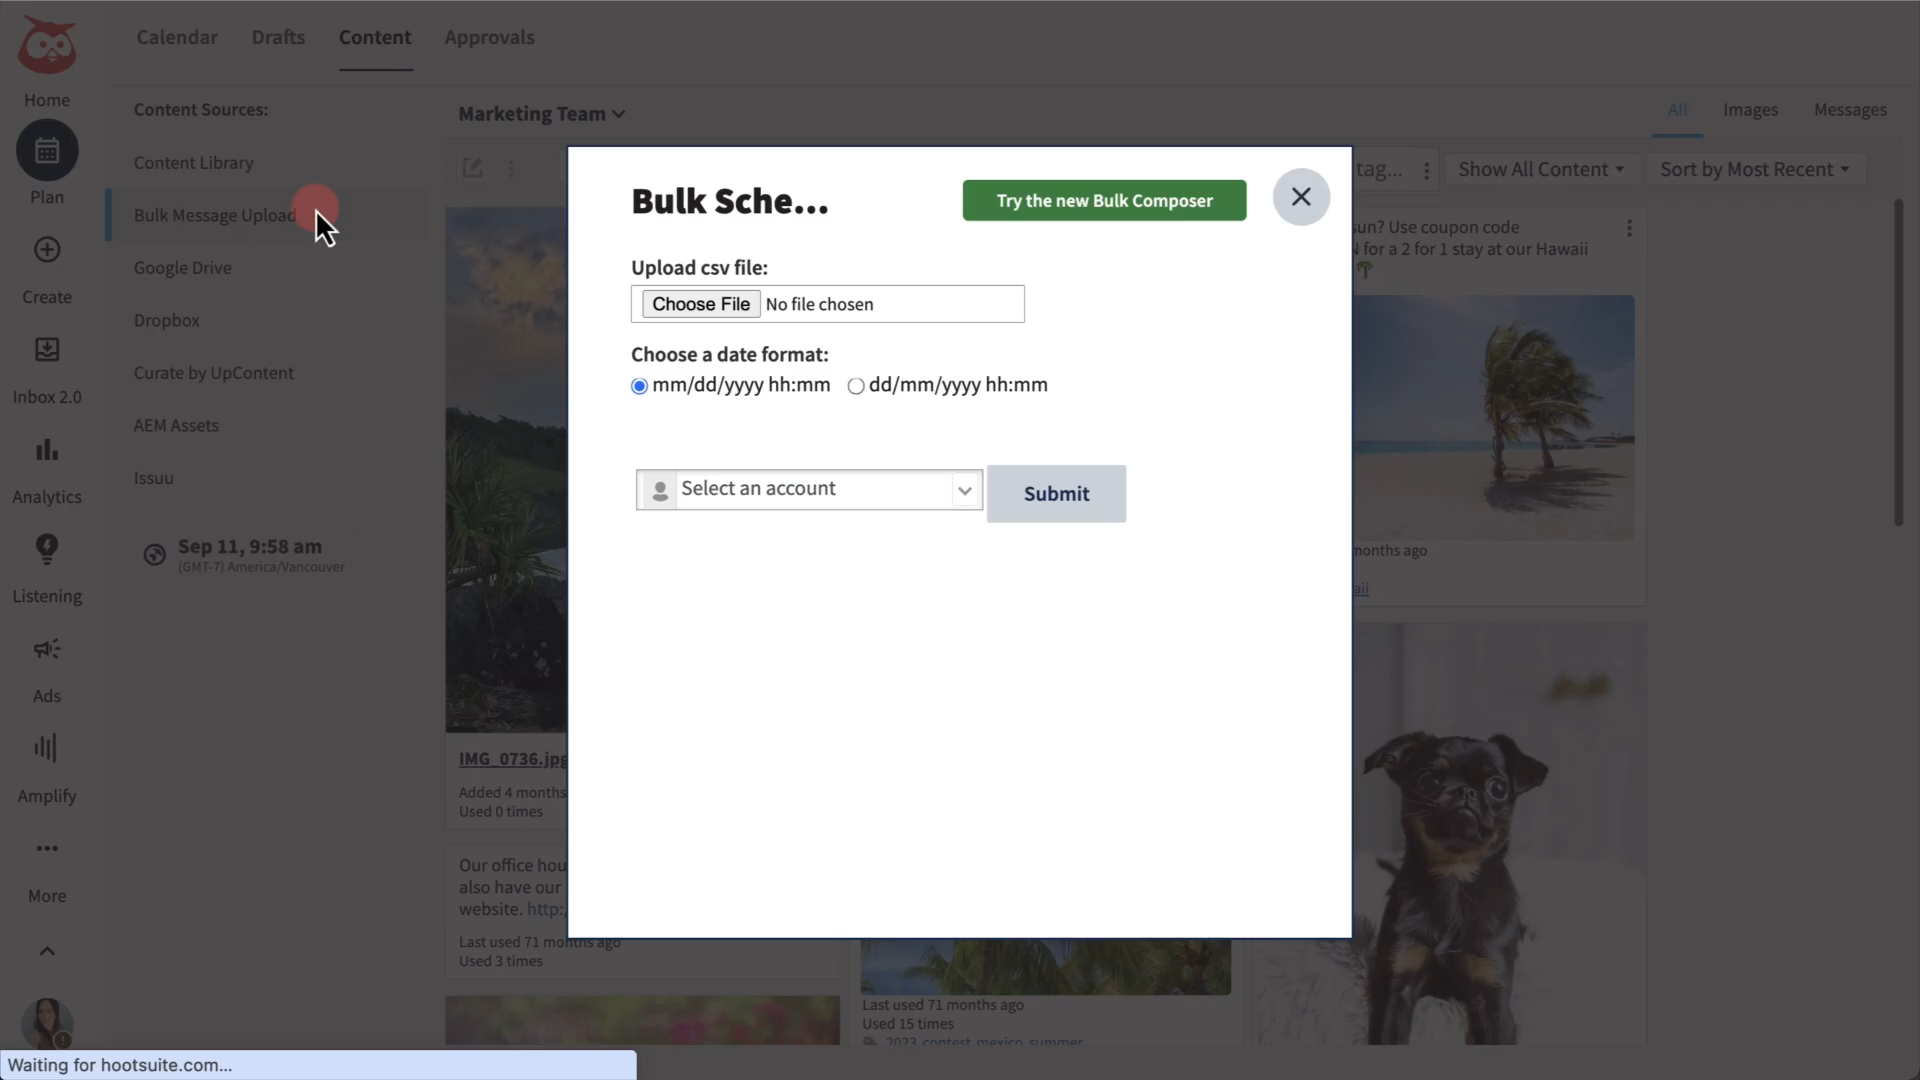 Calendar
Drafts
Content
Approvals
Home
Plan
Create
Inbox 2.0
Analytics
Listening
Ads
Amplify
More
Content Sources:
Content Library
Bulk Message Upload
Google Drive
Dropbox
Curate by UpContent
AEM Assets
Issuu
Sep 11, 9:58 am
(GMT-7) America/Vancouver
Marketing Team
All
Images
Messages
tag...
Show All Content
Sort by Most Recent
Bulk Sche...
Try the new Bulk Composer
Upload csv file:
Choose File
No file chosen
Choose a date format:
mm/dd/yyyy hh:mm
dd/mm/yyyy hh:mm
Select an account
Submit
sun? Use coupon code
for a 2 for 1 stay at our Hawaii
months ago
IMG_0736.jpg
Added 4 months
Used 0 times
Our office hou
also have our
website. http:/
Last used 71 months ago
Used 3 times
Last used 71 months ago
Used 15 times
2023, contest, mexico, summer
Waiting for hootsuite.com...